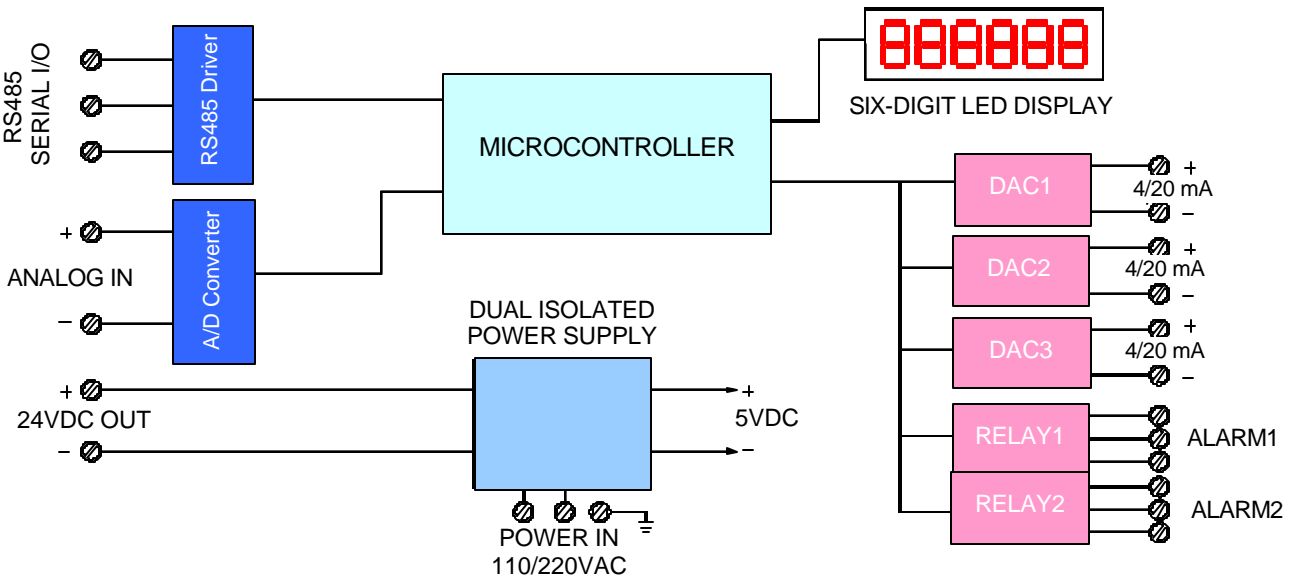 RS485
SERIAL I/O
RS485 Driver
888888
SIX-DIGIT LED DISPLAY
MICROCONTROLLER
DAC1
+
4/20 mA
−
+
ANALOG IN
−
A/D Converter
DAC2
+
4/20 mA
−
DUAL ISOLATED
POWER SUPPLY
DAC3
+
4/20 mA
−
+
24VDC OUT
−
+
5VDC
−
RELAY1
ALARM1
RELAY2
ALARM2
POWER IN
110/220VAC